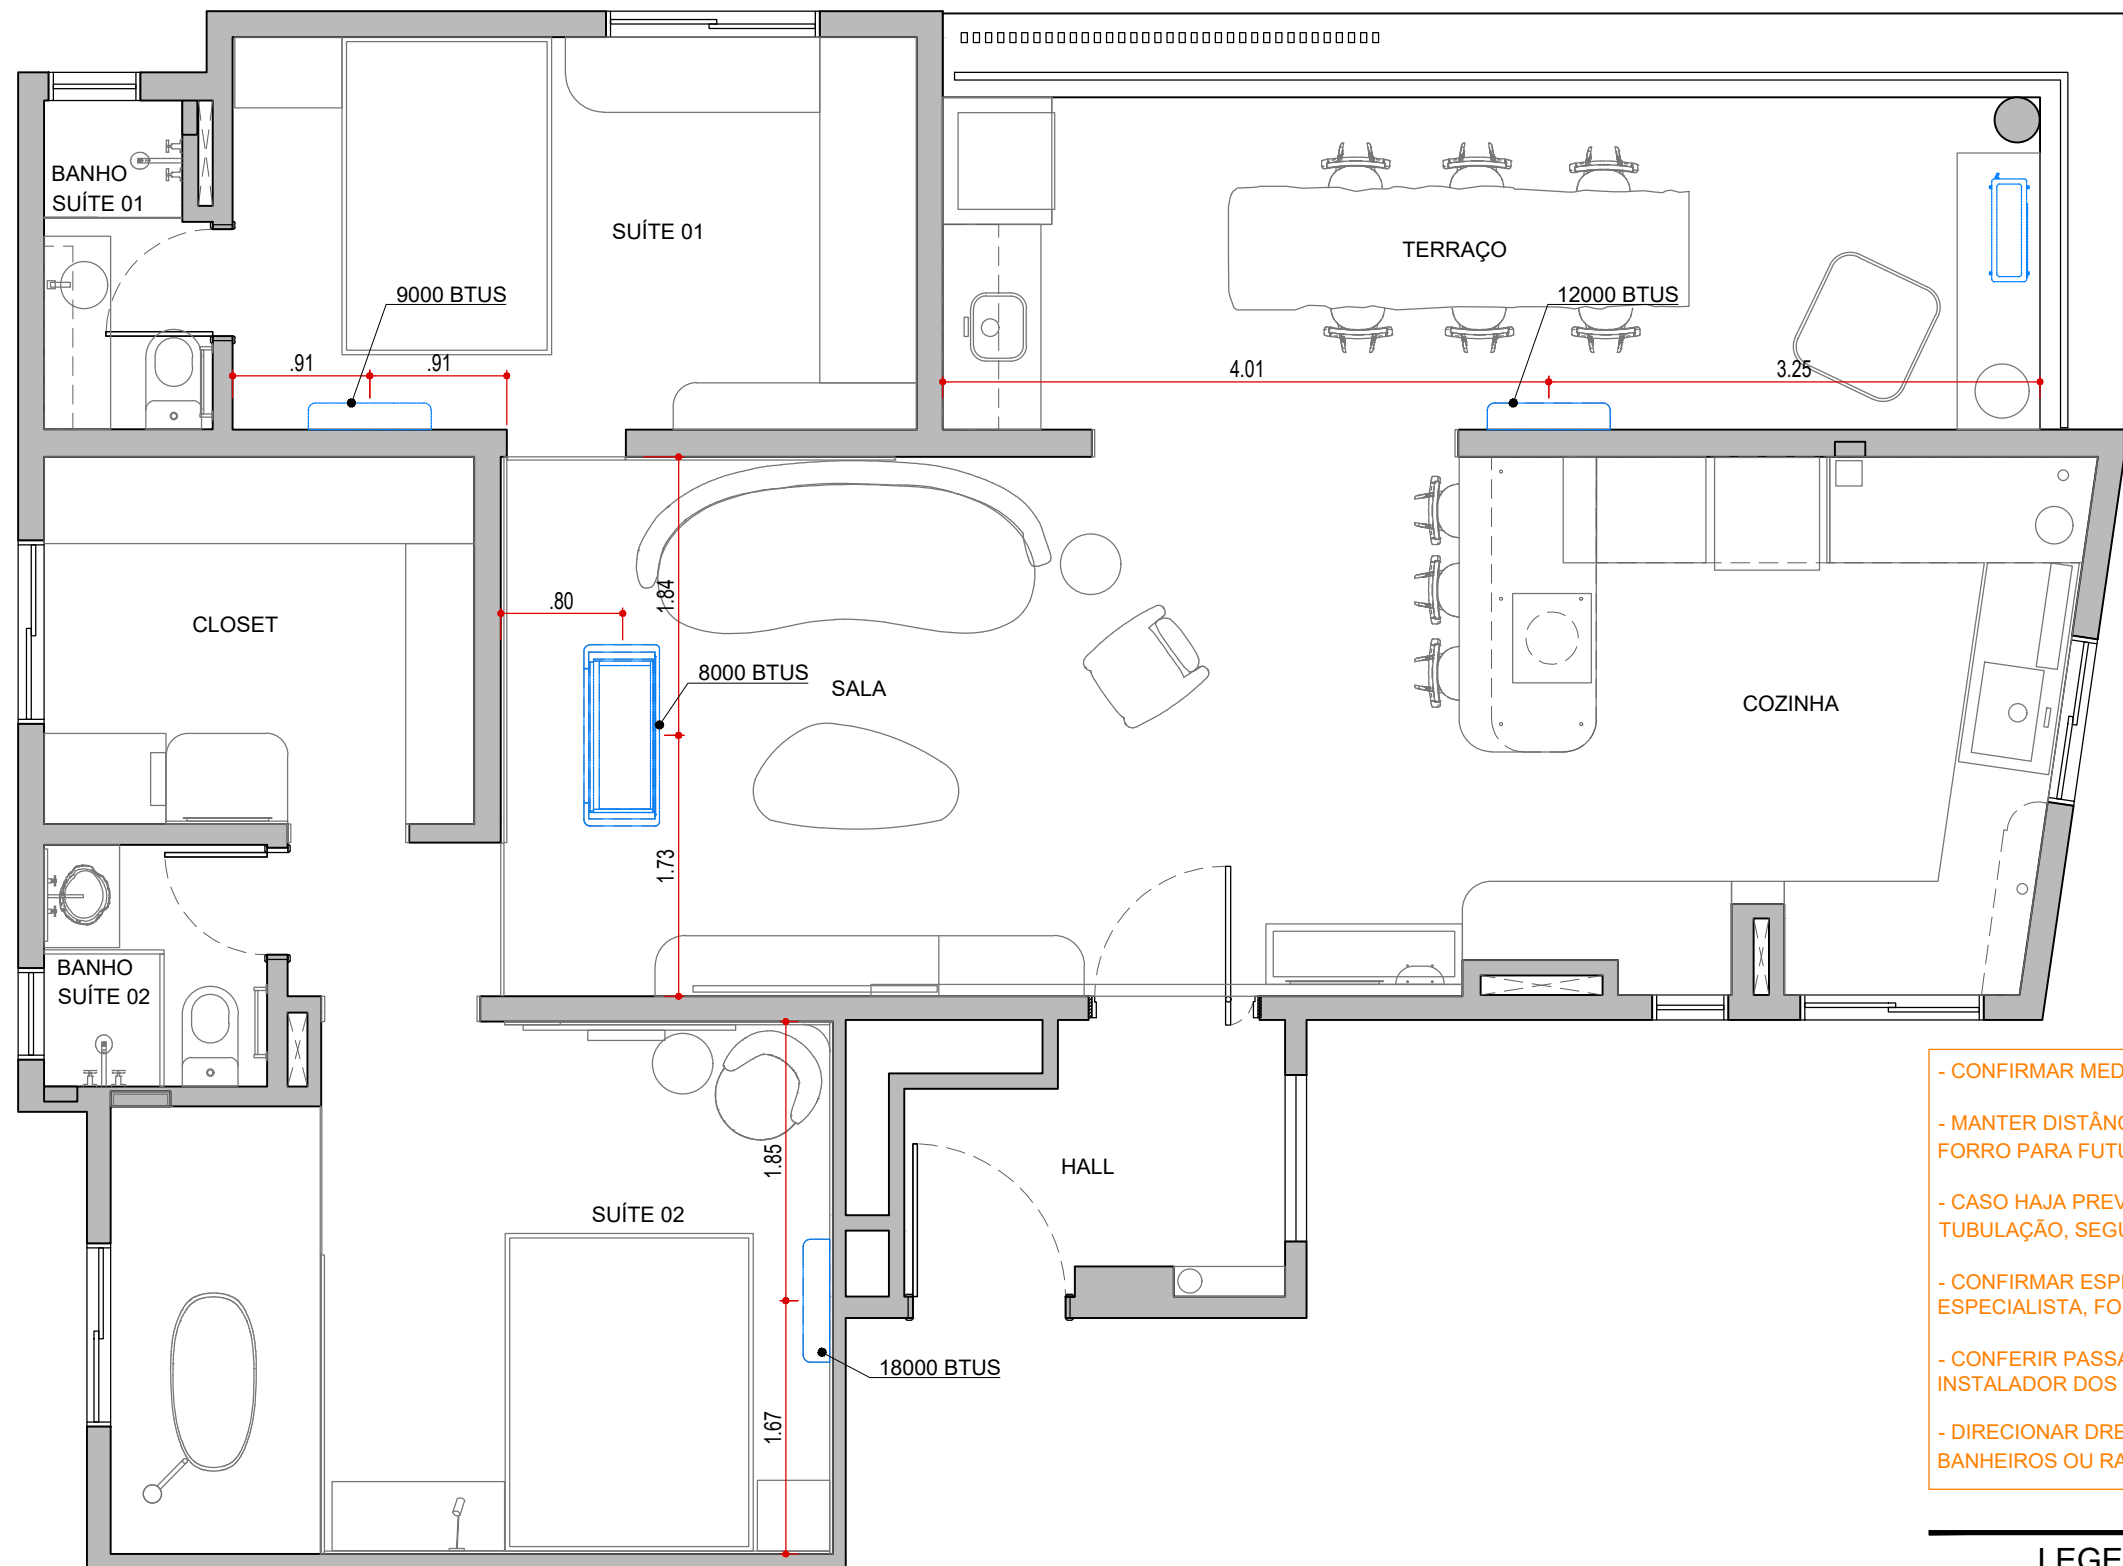 BANHO
SUÍTE 01
SUÍTE 01
9000 BTUS
.91
.91
TERRAÇO
12000 BTUS
4.01
3.25
CLOSET
.80
1.84
8000 BTUS
SALA
COZINHA
1.73
BANHO
SUÍTE 02
1.85
SUÍTE 02
HALL
18000 BTUS
1.67
- CONFIRMAR MED
- MANTER DISTÂNC
FORRO PARA FUTU
- CASO HAJA PREV
TUBULAÇÃO, SEGU
- CONFIRMAR ESPE
ESPECIALISTA, FO
- CONFERIR PASSA
INSTALADOR DOS
- DIRECIONAR DRE
BANHEIROS OU RA
LEGE